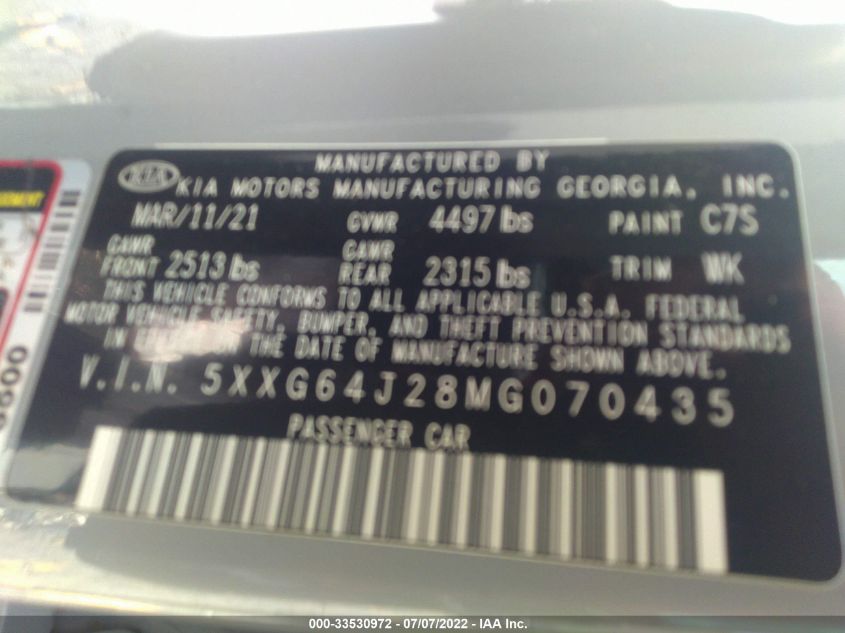 MANUFACTURED BY
KIA KIA MOTORS MANUFACTURING GEORGIA, INC.
MAR/11/21 GVWR 4497 lbs PAINT C7S
GAWR FRONT 2513 lbs GAWR REAR 2315 lbs TRIM WK
THIS VEHICLE CONFORMS TO ALL APPLICABLE U.S.A. FEDERAL
MOTOR VEHICLE SAFETY, BUMPER, AND THEFT PREVENTION STANDARDS
IN EFFECT ON THE DATE OF MANUFACTURE SHOWN ABOVE.
V.I.N. 5XXG64J28MG070435
PASSENGER CAR
000-33530972 - 07/07/2022 - IAA Inc.